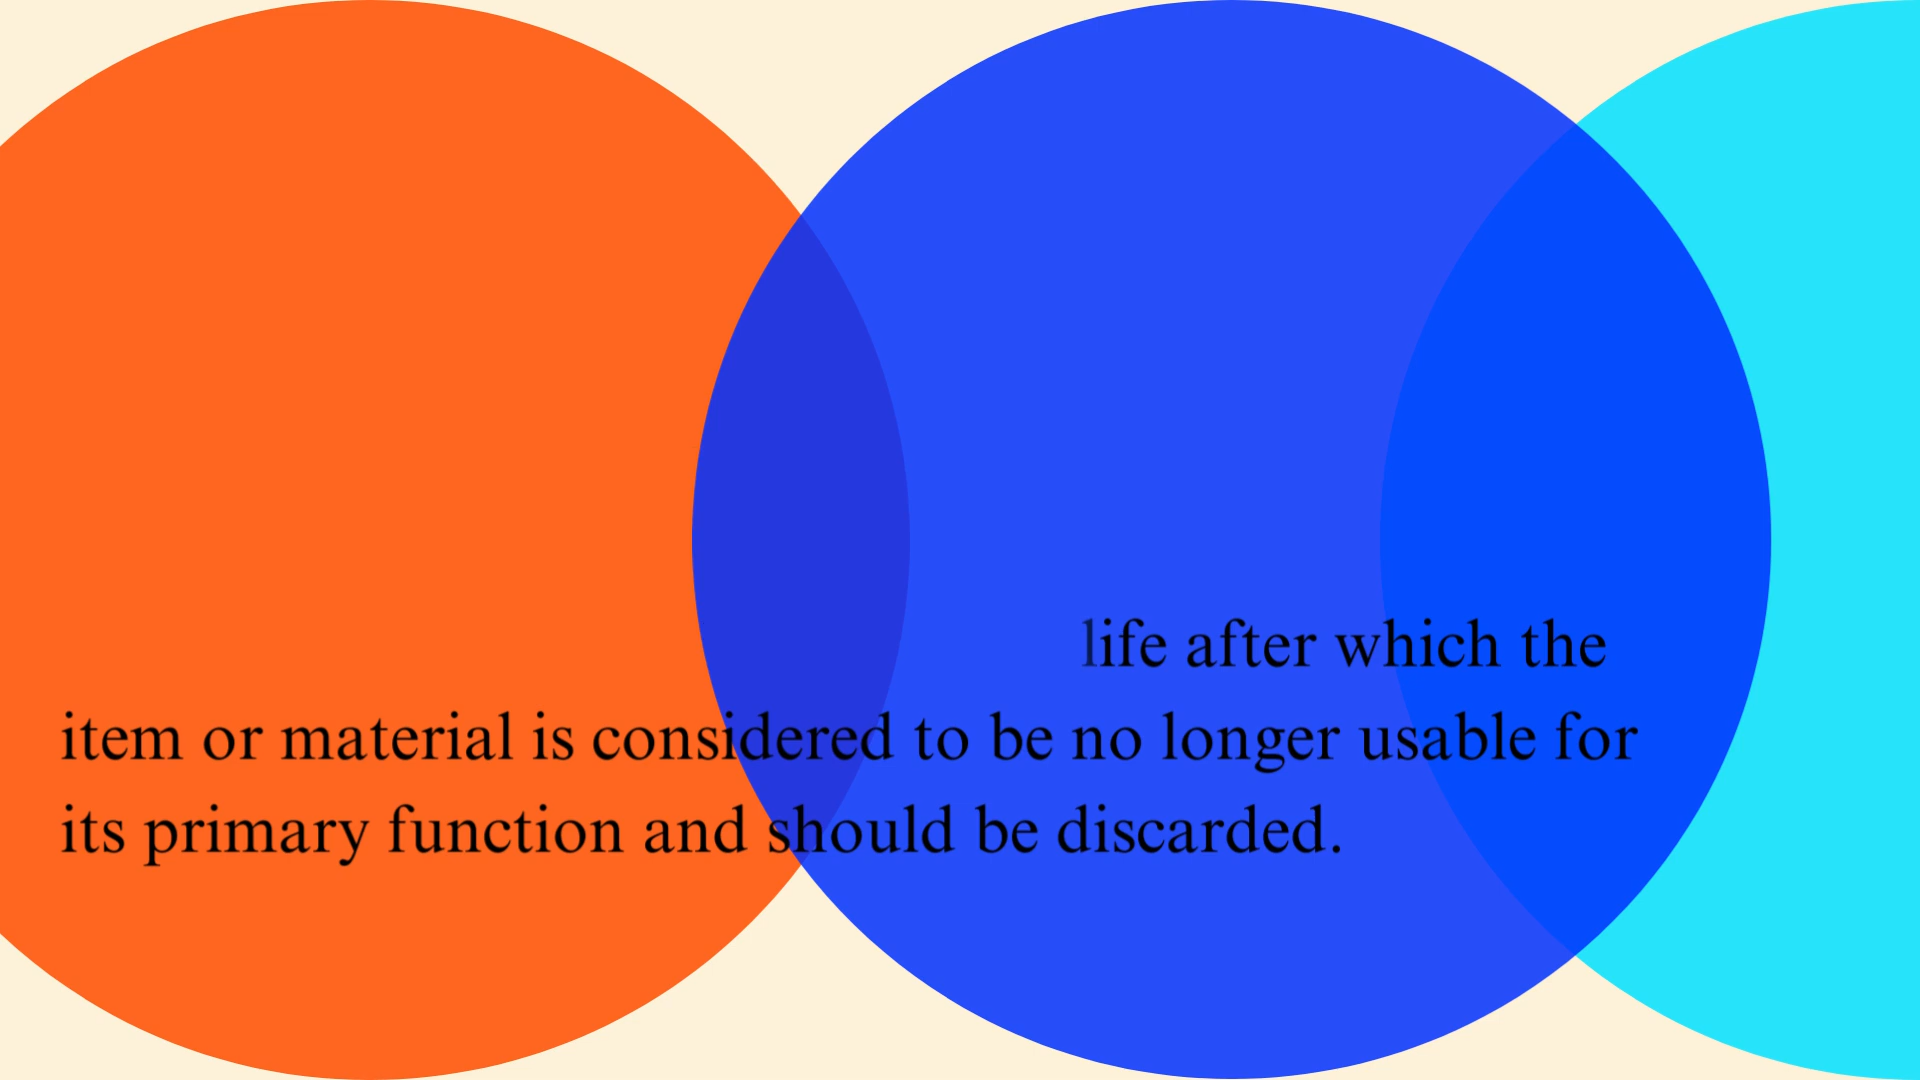 life after which the
item or material is considered to be no longer usable for
its primary function and should be discarded.